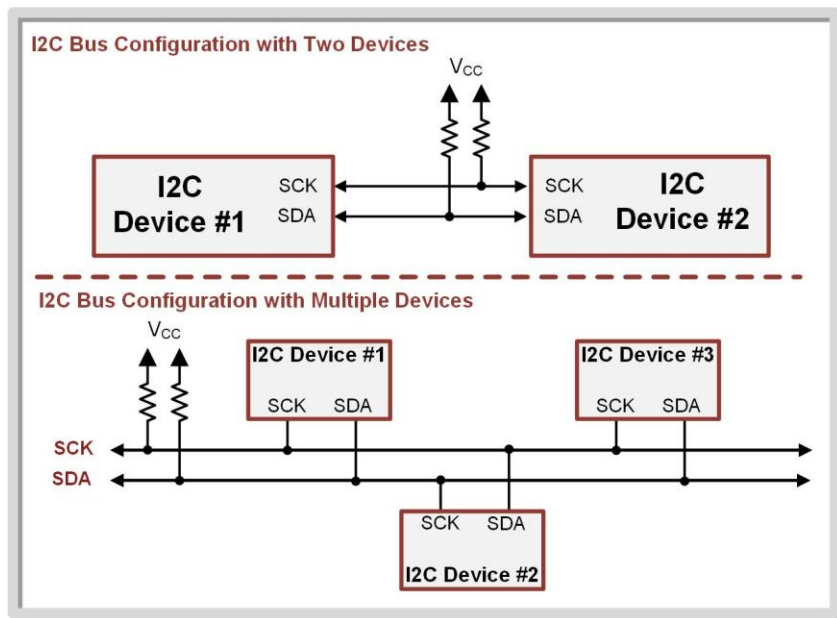 I2C Bus Configuration with Two Devices
VCC
I2C
Device #1
SCK
SDA
SCK
SDA
I2C
Device #2
I2C Bus Configuration with Multiple Devices
VCC
I2C Device #1
SCK SDA
I2C Device #3
SCK SDA
SCK
SDA
SCK SDA
I2C Device #2